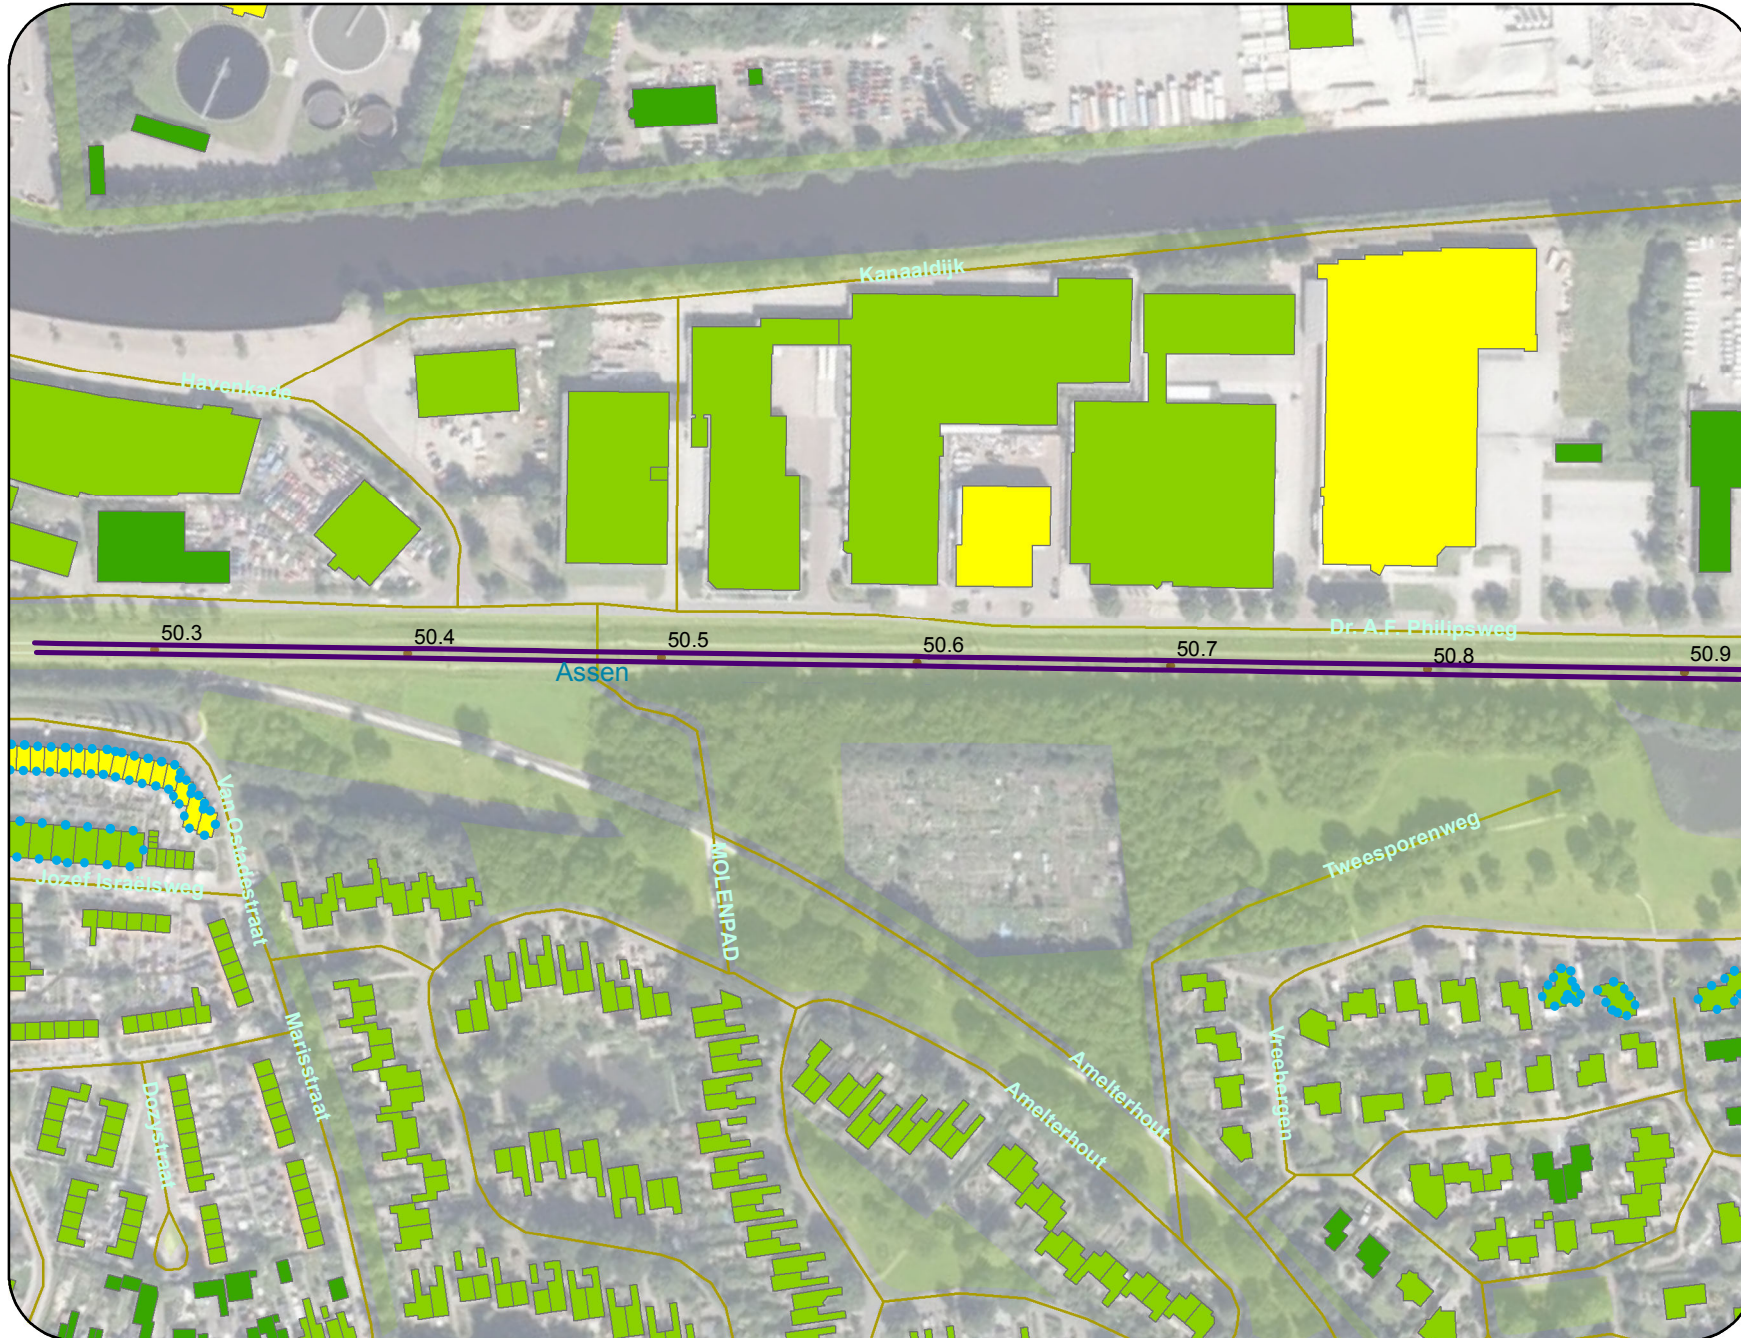 Kanaaldijk
Havenkade
Dr. A.F. Philipsweg
50.3
50.4
50.5
50.6
50.7
50.8
50.9
Assen
Van Ostadestraat
Jozef Israëlsweg
MOLENPAD
Tweesporenweg
Marisstraat
Dozystraat
Amelterhout
Amelterhout
Vreebergen